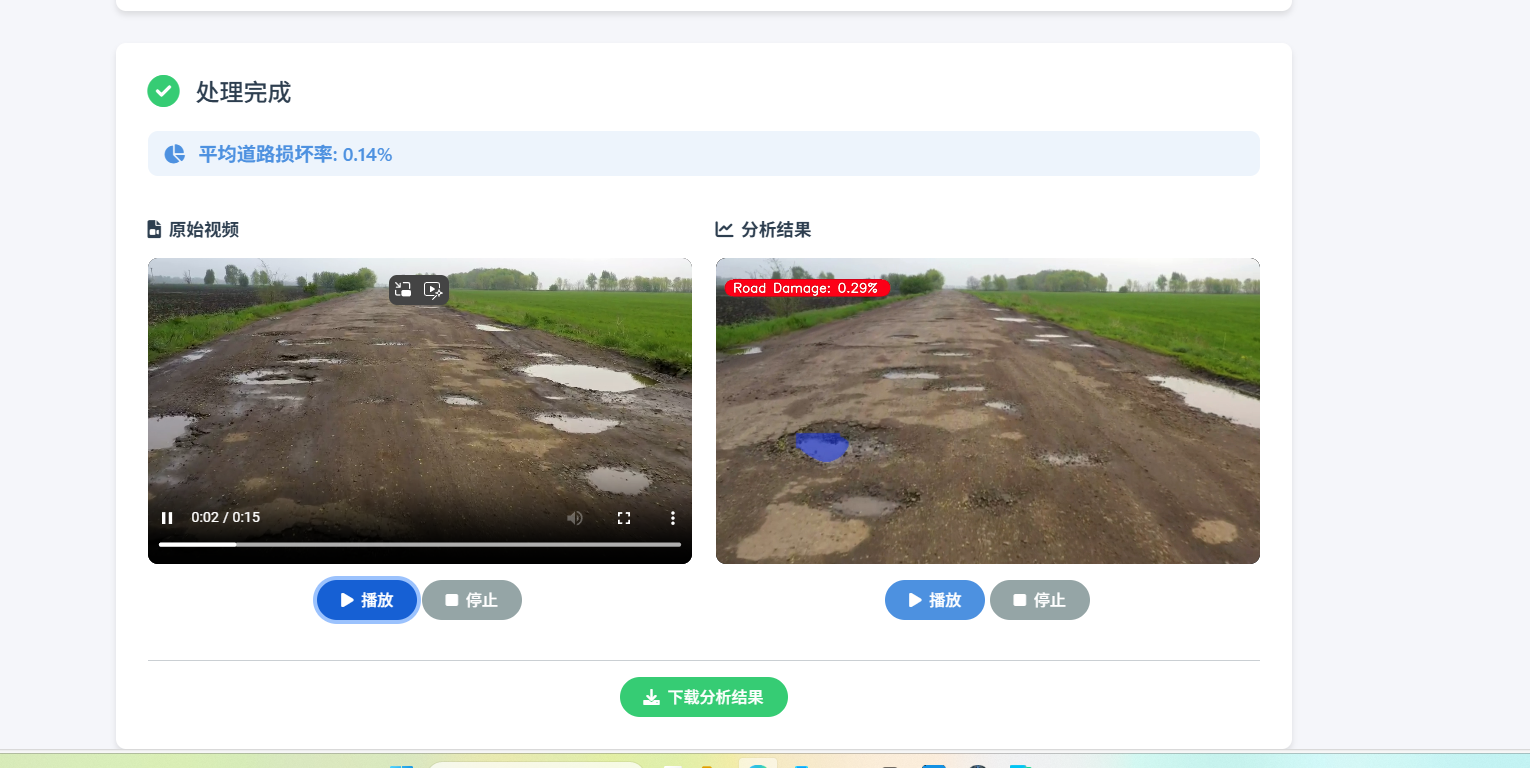 处理完成
平均道路损坏率: 0.14%
原始视频
分析结果
Road Damage: 0.29%
0:02 / 0:15
播放
停止
播放
停止
下载分析结果